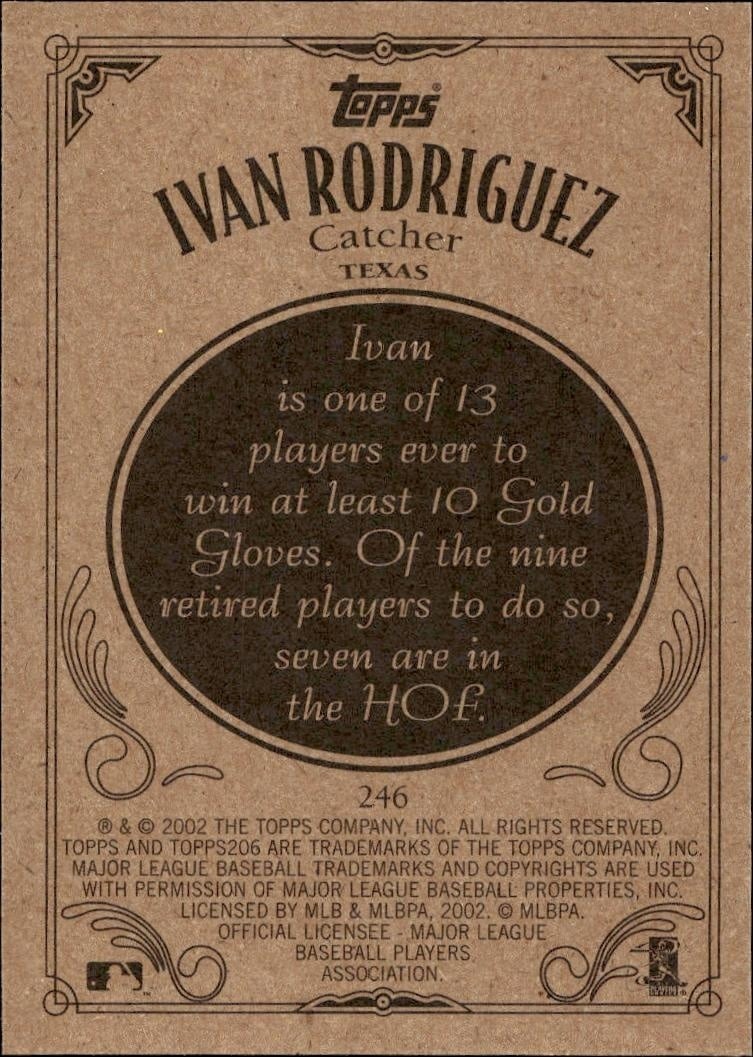 Topps®
IVAN RODRIGUEZ
Catcher
TEXAS
Ivan
is one of 13
players ever to
win at least 10 Gold
Gloves. Of the nine
retired players to do so,
seven are in
the HOF.
246
® & © 2002 THE TOPPS COMPANY, INC. ALL RIGHTS RESERVED.
TOPPS AND TOPPS206 ARE TRADEMARKS OF THE TOPPS COMPANY, INC.
MAJOR LEAGUE BASEBALL TRADEMARKS AND COPYRIGHTS ARE USED
WITH PERMISSION OF MAJOR LEAGUE BASEBALL PROPERTIES, INC.
LICENSED BY MLB & MLBPA, 2002. © MLBPA.
OFFICIAL LICENSEE - MAJOR LEAGUE
BASEBALL PLAYERS
ASSOCIATION.